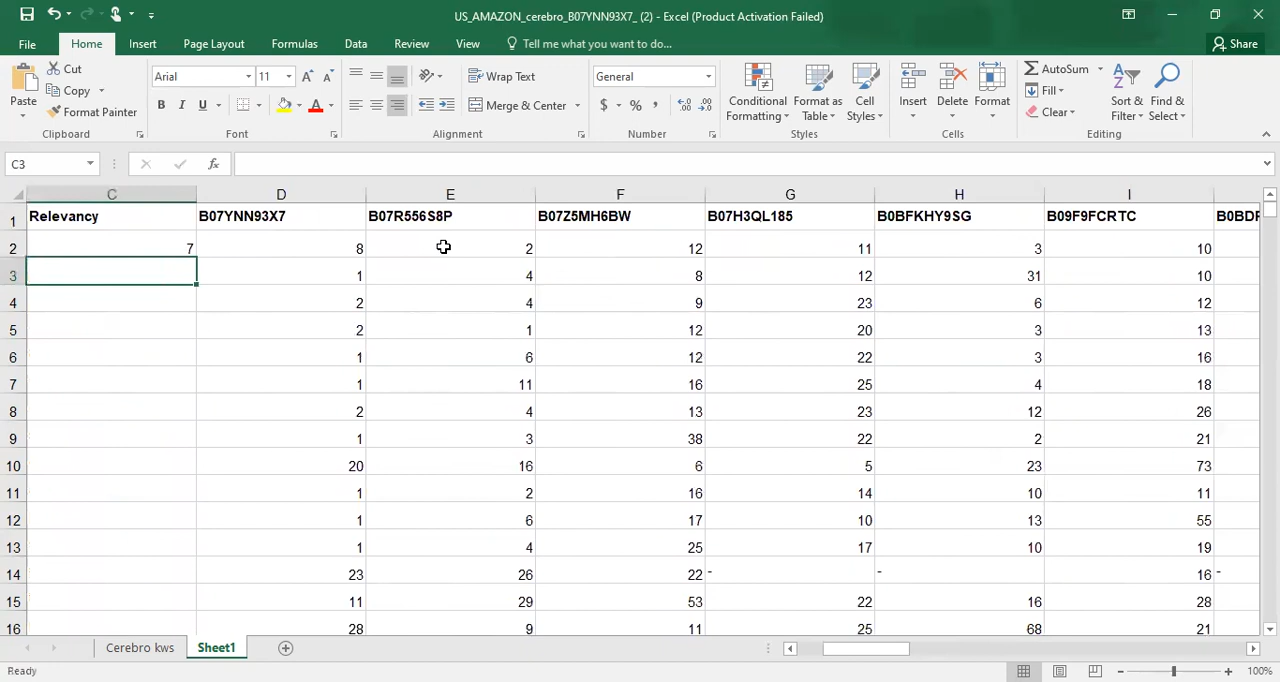 US_AMAZON_cerebro_B07YNN93X7_ (2) - Excel (Product Activation Failed)
File Home Insert Page Layout Formulas Data Review View Tell me what you want to do... Share
Paste Cut Copy Format Painter Clipboard
Arial 11 B I U A Font
Wrap Text Merge & Center Alignment
General $ % , Number
Conditional Formatting Format as Table Cell Styles Styles
Insert Delete Format Cells
AutoSum Fill Clear Sort & Filter Find & Select Editing
C3 fx
C D E F G H I
1 Relevancy B07YNN93X7 B07R556S8P B07Z5MH6BW B07H3QL185 B0BFKHY9SG B09F9FCRTC
2 7 8 2 12 11 3 10
3 1 4 8 12 31 10
4 2 4 9 23 6 12
5 2 1 12 20 3 13
6 1 6 12 22 3 16
7 1 11 16 25 4 18
8 2 4 13 23 12 26
9 1 3 38 22 2 21
10 20 16 6 5 23 73
11 1 2 16 14 10 11
12 1 6 17 10 13 55
13 1 4 25 17 10 19
14 23 26 22 - - 16 -
15 11 29 53 22 16 28
16 28 9 11 25 68 21
Cerebro kws Sheet1
Ready 100%